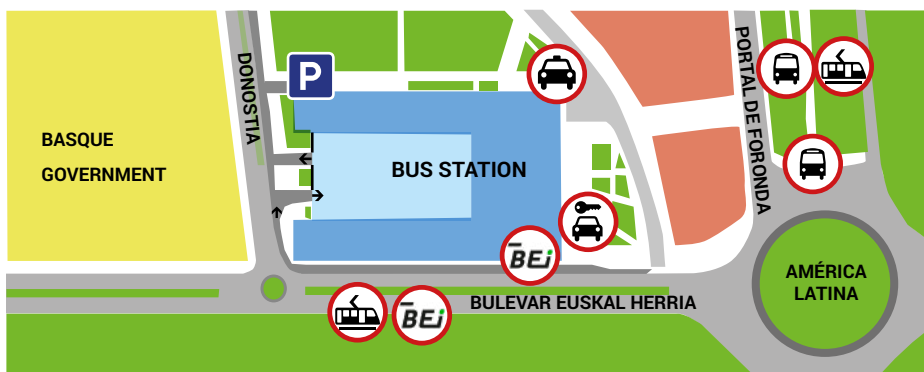 P
DONOSTIA
BASQUE
GOVERNMENT
BUS STATION
PORTAL DE FORONDA
BEi
BULEVAR EUSKAL HERRIA
BEi
AMÉRICA
LATINA